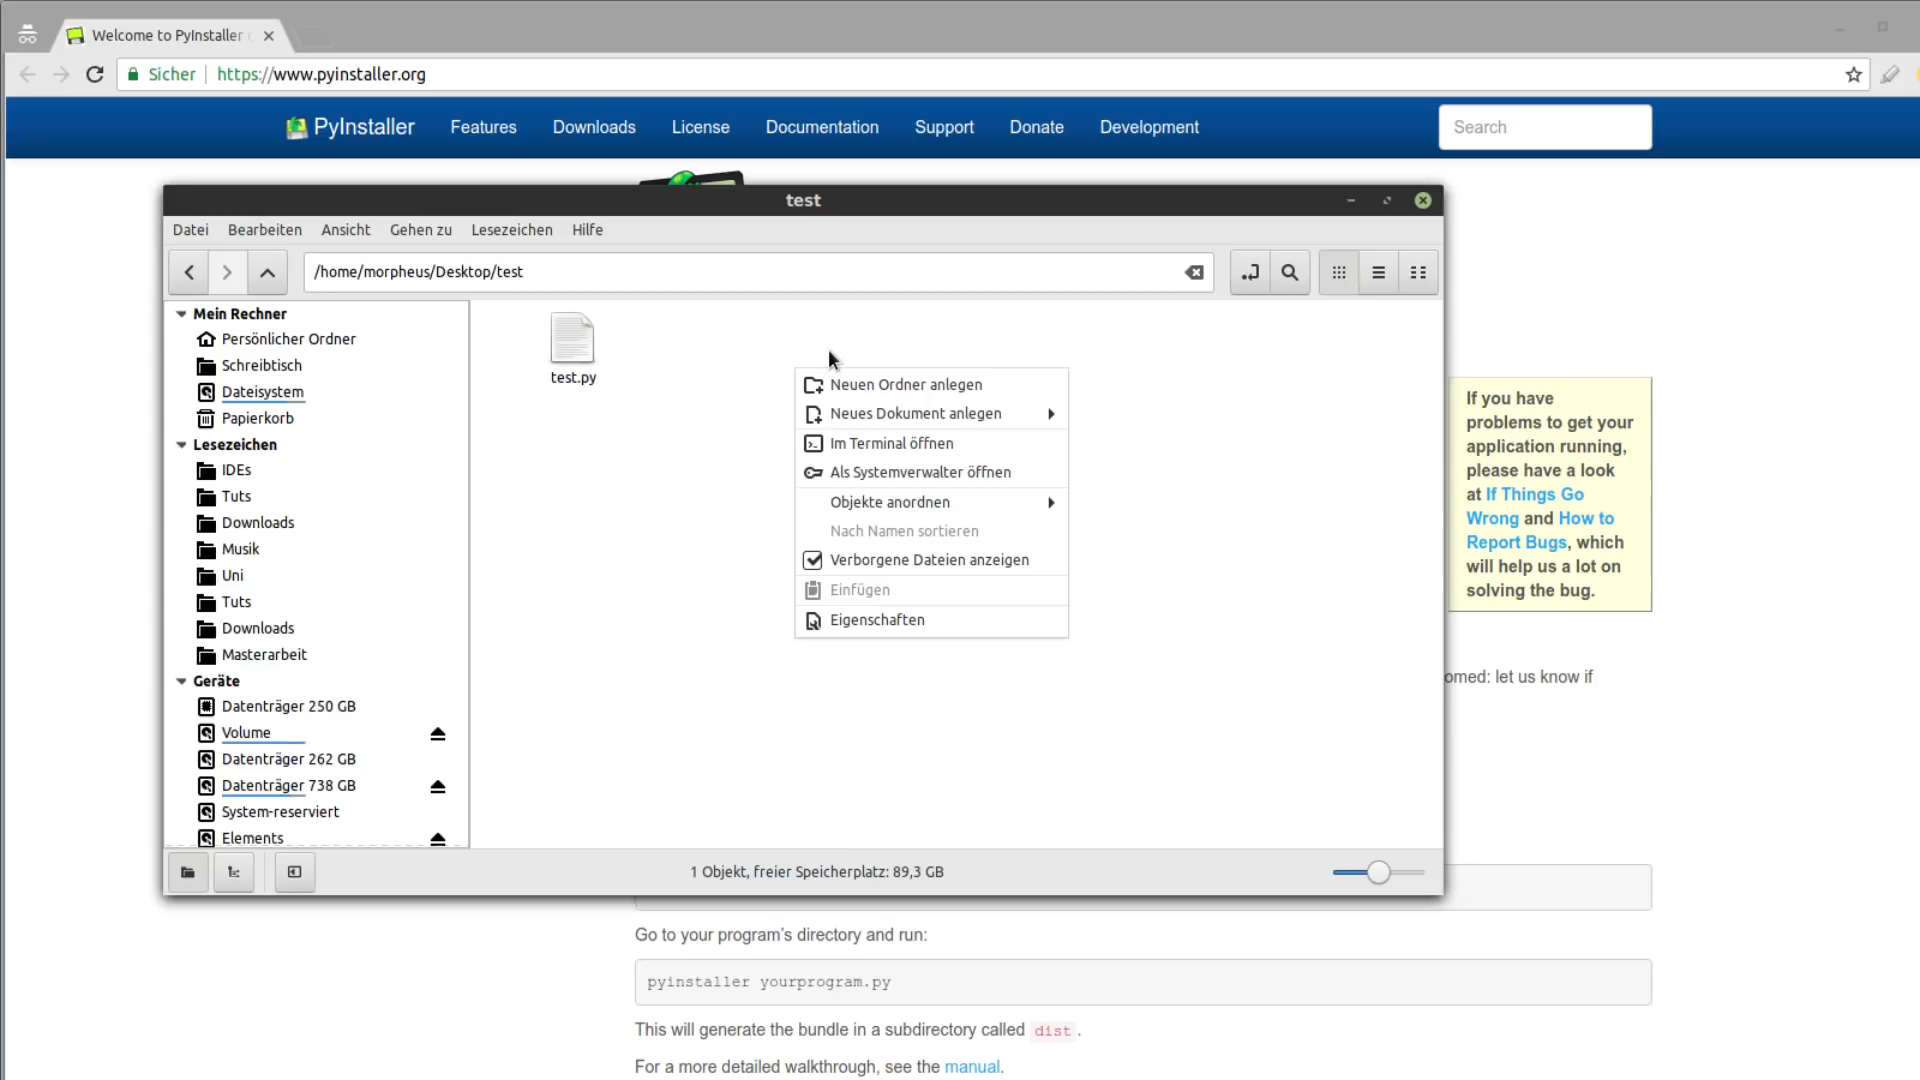 Welcome to PyInstaller
Sicher https://www.pyinstaller.org
PyInstaller Features Downloads License Documentation Support Donate Development Search
test
Datei Bearbeiten Ansicht Gehen zu Lesezeichen Hilfe
/home/morpheus/Desktop/test
Mein Rechner
Persönlicher Ordner
Schreibtisch
Dateisystem
Papierkorb
Lesezeichen
IDEs
Tuts
Downloads
Musik
Uni
Tuts
Downloads
Masterarbeit
Geräte
Datenträger 250 GB
Volume
Datenträger 262 GB
Datenträger 738 GB
System-reserviert
Elements
test.py
Neuen Ordner anlegen
Neues Dokument anlegen
Im Terminal öffnen
Als Systemverwalter öffnen
Objekte anordnen
Nach Namen sortieren
Verborgene Dateien anzeigen
Einfügen
Eigenschaften
1 Objekt, freier Speicherplatz: 89,3 GB
If you have
problems to get your
application running,
please have a look
at If Things Go
Wrong and How to
Report Bugs, which
will help us a lot on
solving the bug.
omed: let us know if
Go to your program's directory and run:
pyinstaller yourprogram.py
This will generate the bundle in a subdirectory called dist.
For a more detailed walkthrough, see the manual.